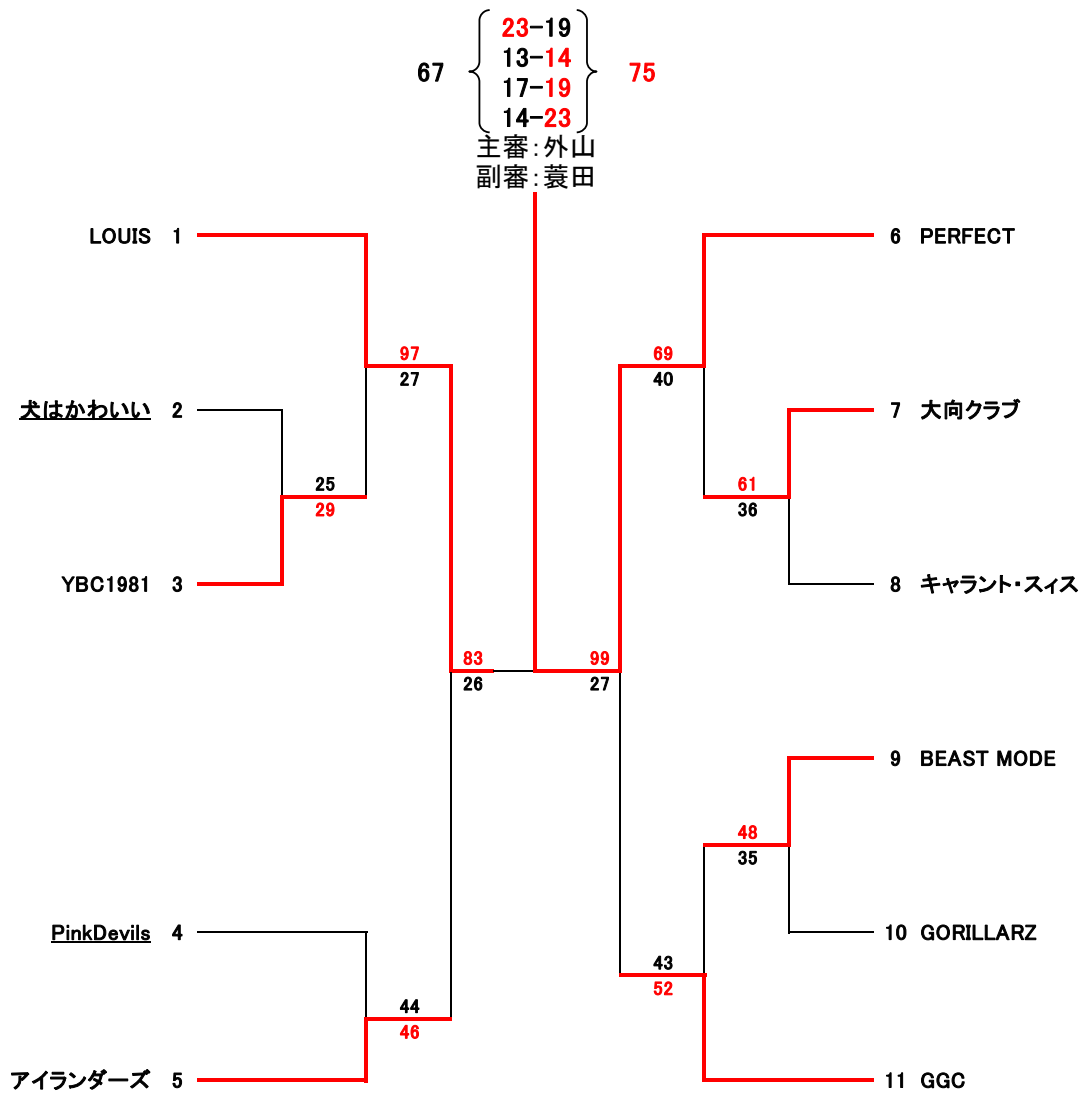 23-19
13-14
67 17-19 75
14-23
主審:外山
副審:蓑田
LOUIS 1
6 PERFECT
97
27
69
40
犬はかわいい 2
7 大向クラブ
25
29
61
36
YBC1981 3
8 キャラント・スィス
83
26
99
27
9 BEAST MODE
48
35
PinkDevils 4
10 GORILLARZ
43
52
44
46
アイランダーズ 5
11 GGC